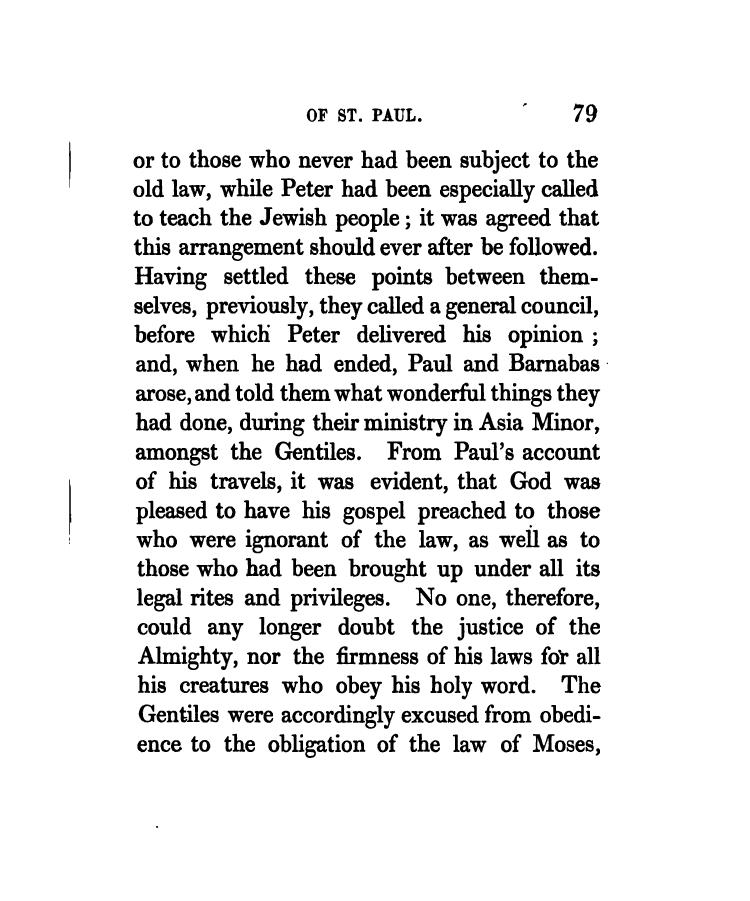 OF ST. PAUL. 79
or to those who never had been subject to the
old law, while Peter had been especially called
to teach the Jewish people ; it was agreed that
this arrangement should ever after be followed.
Having settled these points between them-
selves, previously, they called a general council,
before which Peter delivered his opinion ;
and, when he had ended, Paul and Barnabas
arose, and told them what wonderful things they
had done, during their ministry in Asia Minor,
amongst the Gentiles. From Paul's account
of his travels, it was evident, that God was
pleased to have his gospel preached to those
who were ignorant of the law, as well as to
those who had been brought up under all its
legal rites and privileges. No one, therefore,
could any longer doubt the justice of the
Almighty, nor the firmness of his laws for all
his creatures who obey his holy word. The
Gentiles were accordingly excused from obedi-
ence to the obligation of the law of Moses,